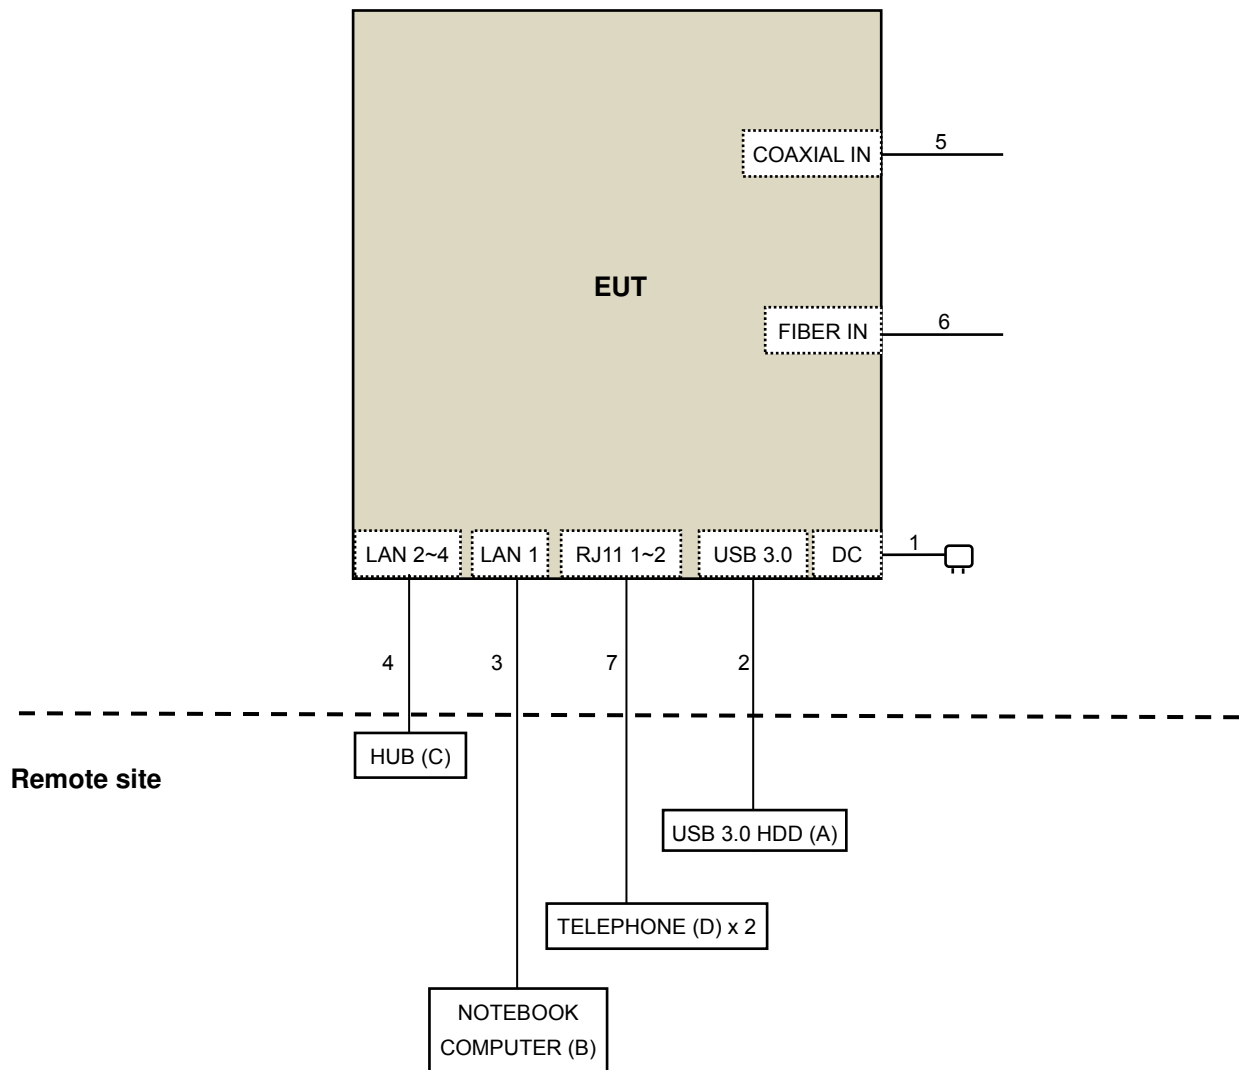 COAXIAL IN
5
EUT
FIBER IN
6
LAN 2~4
LAN 1
RJ11 1~2
USB 3.0
DC
1
4
3
7
2
HUB (C)
Remote site
USB 3.0 HDD (A)
TELEPHONE (D) x 2
NOTEBOOK
COMPUTER (B)